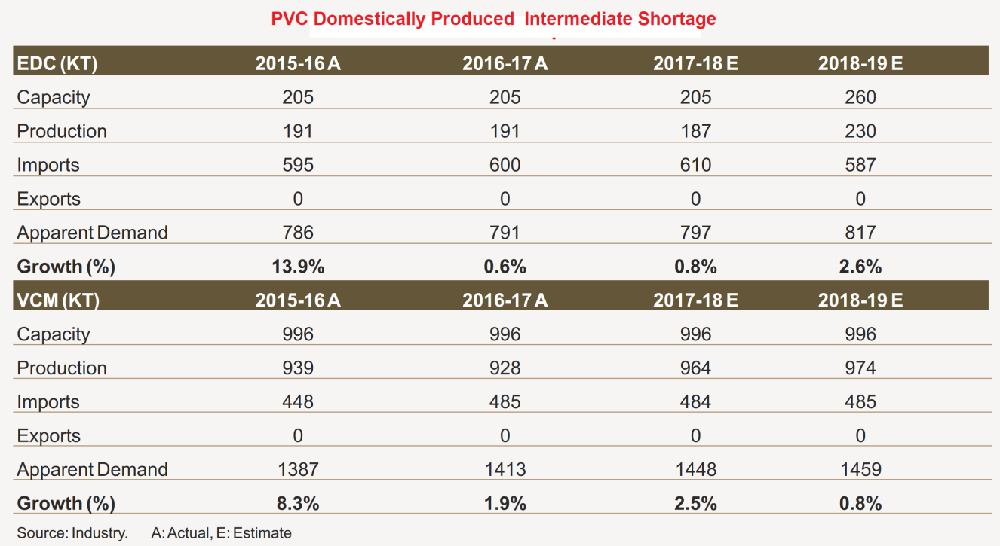 PVC Domestically Produced Intermediate Shortage
EDC (KT) 2015-16 A 2016-17 A 2017-18 E 2018-19 E
Capacity 205 205 205 260
Production 191 191 187 230
Imports 595 600 610 587
Exports 0 0 0 0
Apparent Demand 786 791 797 817
Growth (%) 13.9% 0.6% 0.8% 2.6%
VCM (KT) 2015-16 A 2016-17 A 2017-18 E 2018-19 E
Capacity 996 996 996 996
Production 939 928 964 974
Imports 448 485 484 485
Exports 0 0 0 0
Apparent Demand 1387 1413 1448 1459
Growth (%) 8.3% 1.9% 2.5% 0.8%
Source: Industry. A: Actual, E: Estimate